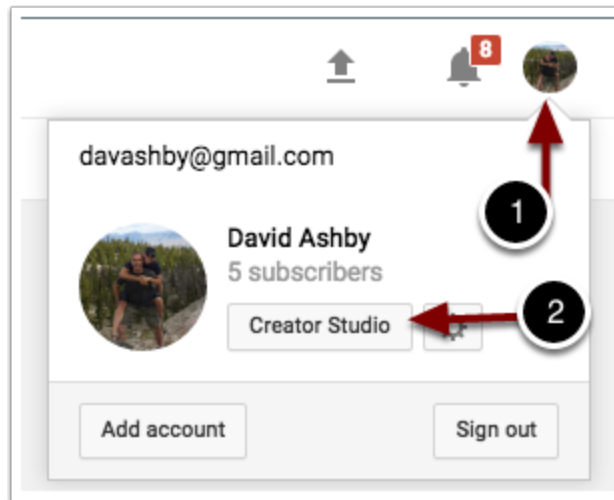 8
davashby@gmail.com
1
David Ashby
5 subscribers
Creator Studio
2
Add account
Sign out